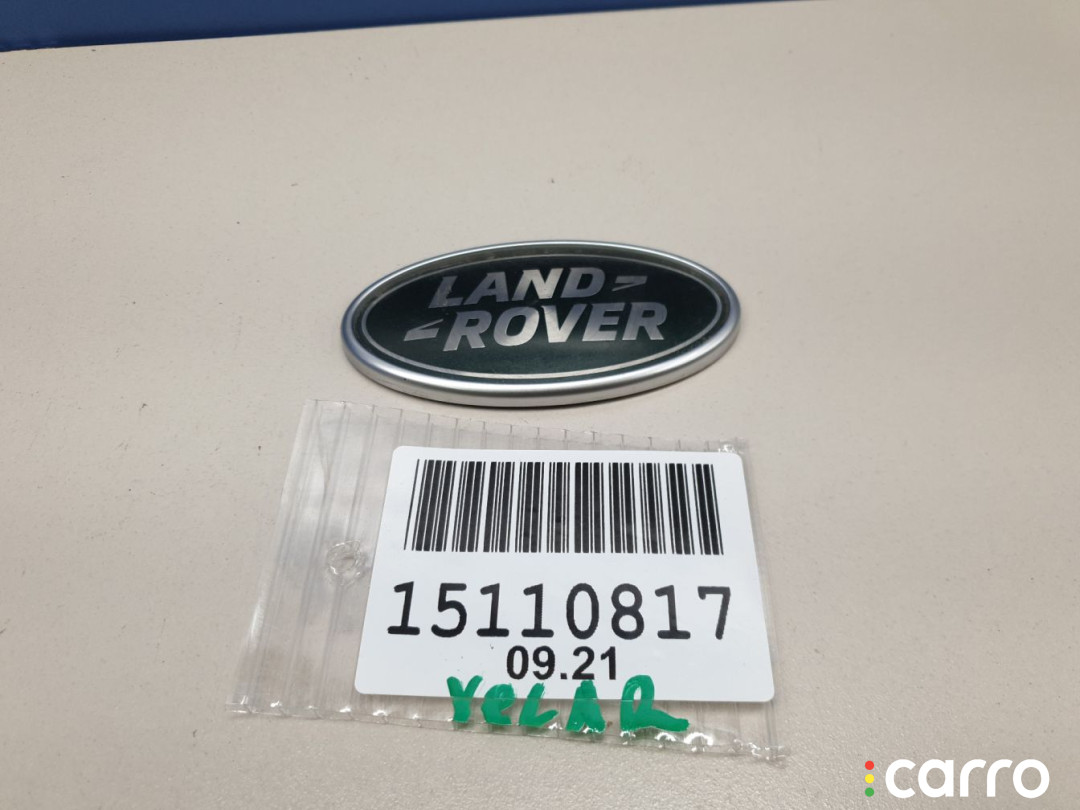 LAND
ROVER
15110817
09.21
VeLAR
carro